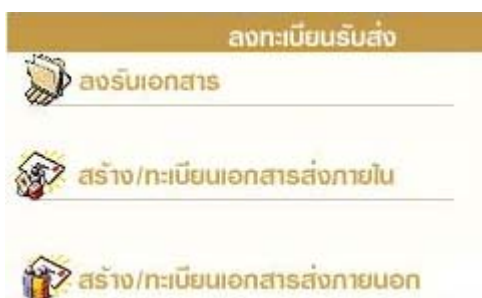 ลงทะเบียนรับส่ง
ลงรับเอกสาร
สร้าง/ทะเบียนเอกสารส่งภายใน
สร้าง/ทะเบียนเอกสารส่งภายนอก